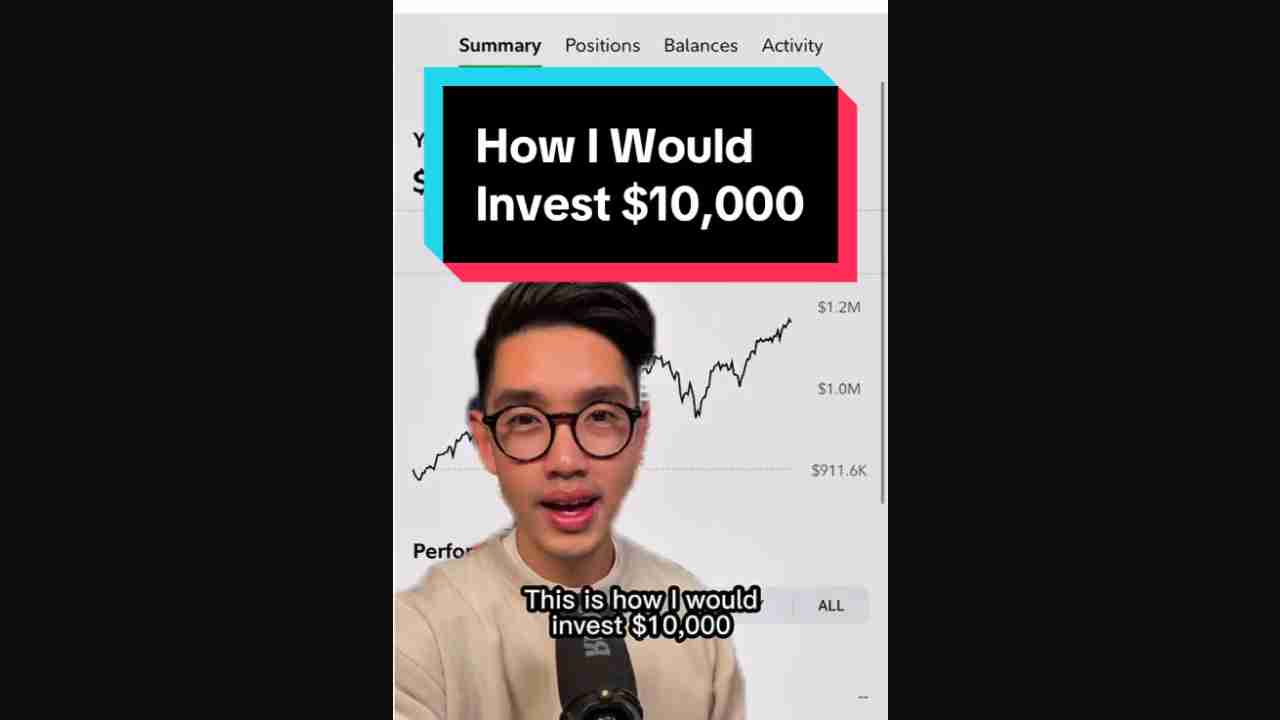 Summary Positions Balances Activity
Y
$
How I Would
Invest $10,000
$1.2M
$1.0M
$911.6K
Perfor
This is how I would
invest $10,000
ALL
--